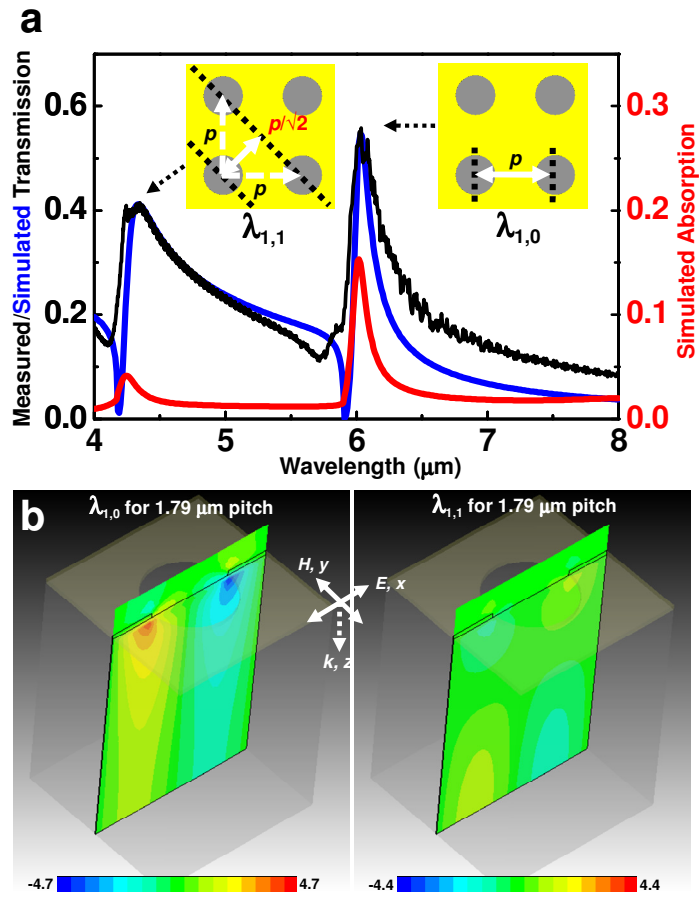 a
Measured/Simulated Transmission
0.6
0.4
0.2
0.0
Simulated Absorption
0.3
0.2
0.1
0.0
p
p/√2
p
λ1,1
p
λ1,0
4 5 6 7 8
Wavelength (μm)
b
λ1,0 for 1.79 μm pitch
λ1,1 for 1.79 μm pitch
H, y
E, x
k, z
-4.7 4.7
-4.4 4.4